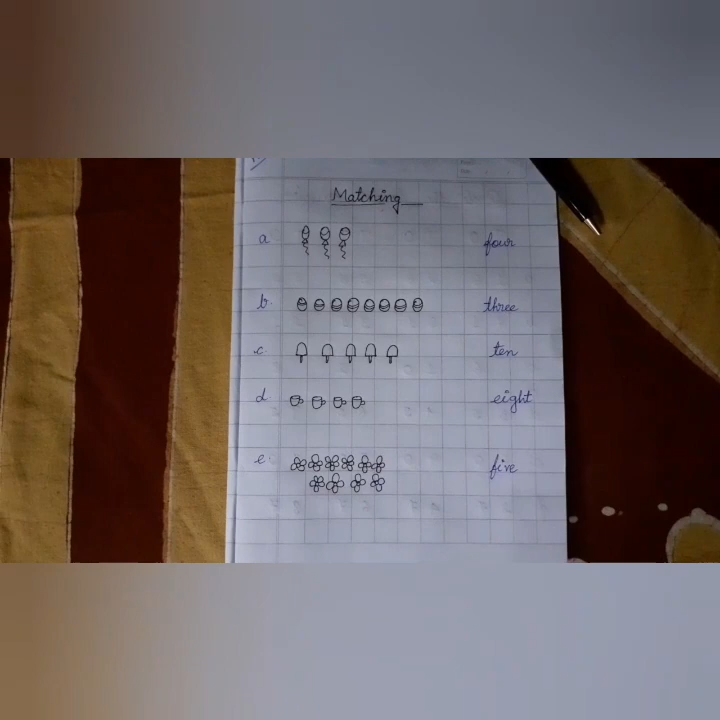 Matching
a four
b. three
c. ten
d eight
e. five